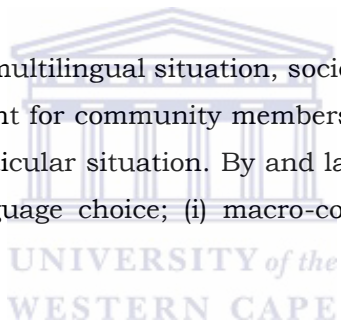 multilingual situation, socie
nt for community members
icular situation. By and la
guage choice; (i) macro-co
UNIVERSITY of the
WESTERN CAPE